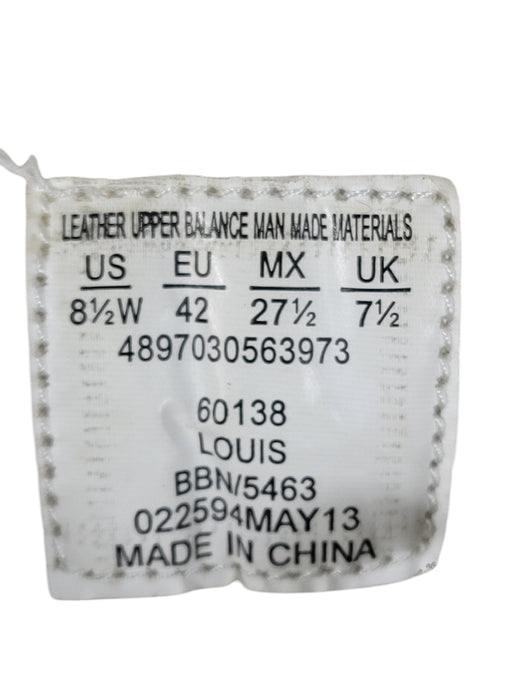 LEATHER UPPER BALANCE MAN MADE MATERIALS
US EU MX UK
8½W 42 27½ 7½
4897030563973
60138
LOUIS
BBN/5463
022594MAY13
MADE IN CHINA